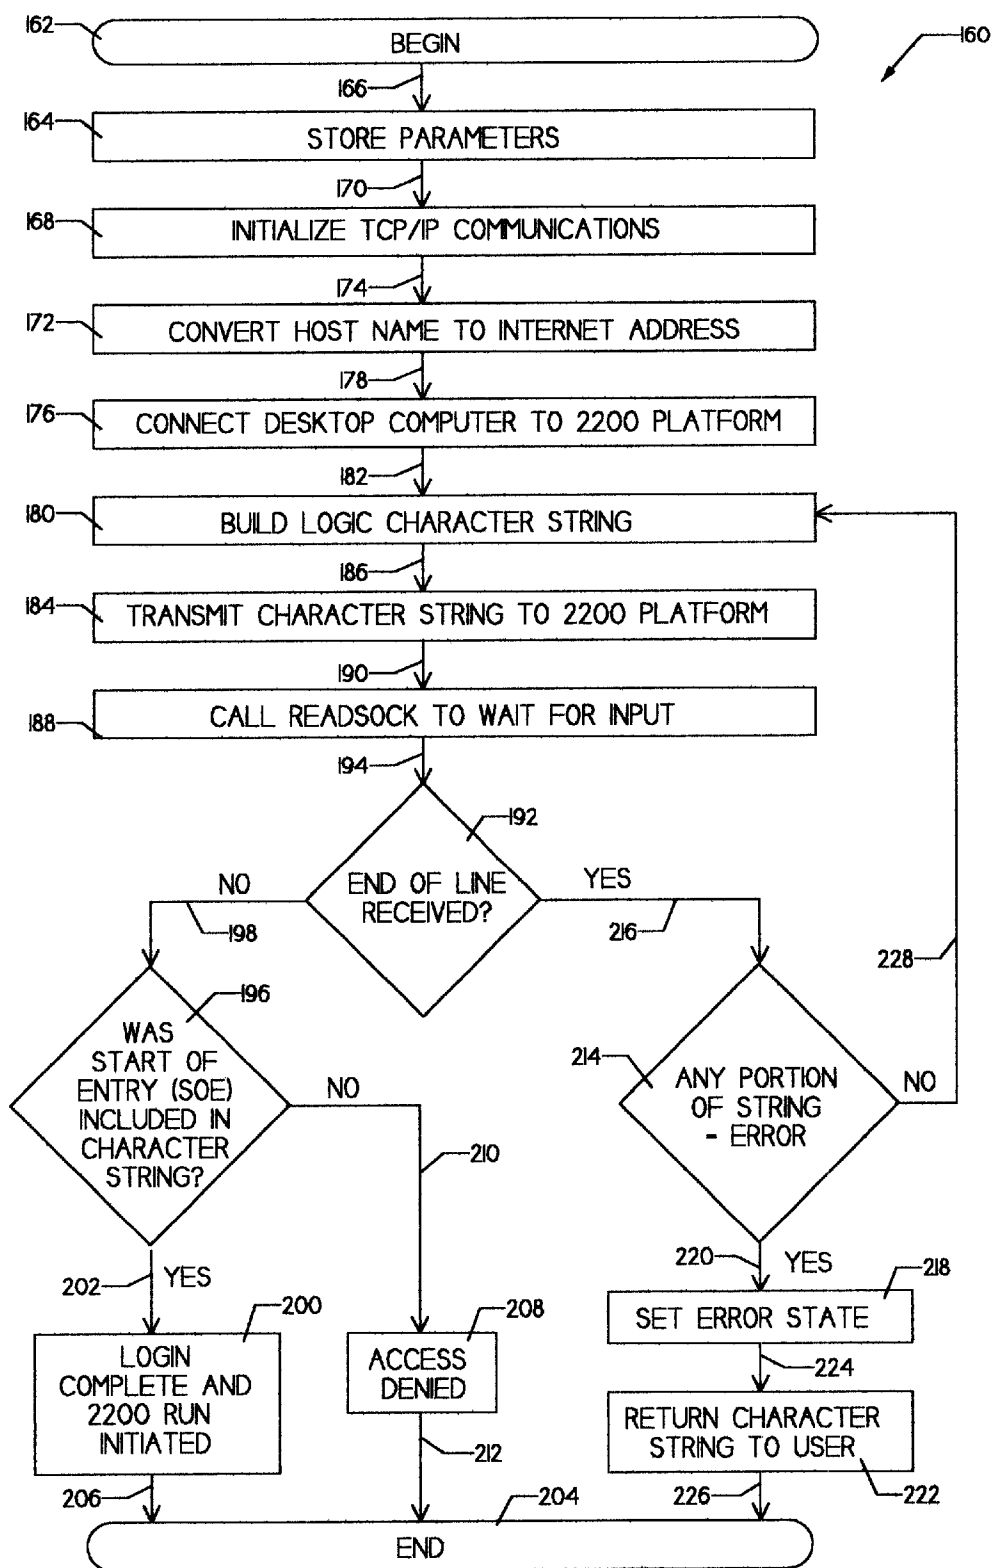 162
BEGIN
160
166
164
STORE PARAMETERS
170
168
INITIALIZE TCP/IP COMMUNICATIONS
174
172
CONVERT HOST NAME TO INTERNET ADDRESS
178
176
CONNECT DESKTOP COMPUTER TO 2200 PLATFORM
182
180
BUILD LOGIC CHARACTER STRING
186
184
TRANSMIT CHARACTER STRING TO 2200 PLATFORM
190
188
CALL READSOCK TO WAIT FOR INPUT
194
192
END OF LINE
RECEIVED?
NO
YES
198
216
228
196
WAS
START OF
ENTRY (SOE)
INCLUDED IN
CHARACTER
STRING?
NO
210
214
ANY PORTION
OF STRING
- ERROR
NO
202
YES
200
LOGIN
COMPLETE AND
2200 RUN
INITIATED
208
ACCESS
DENIED
220
YES
218
SET ERROR STATE
224
RETURN CHARACTER
STRING TO USER
222
206
212
226
204
END